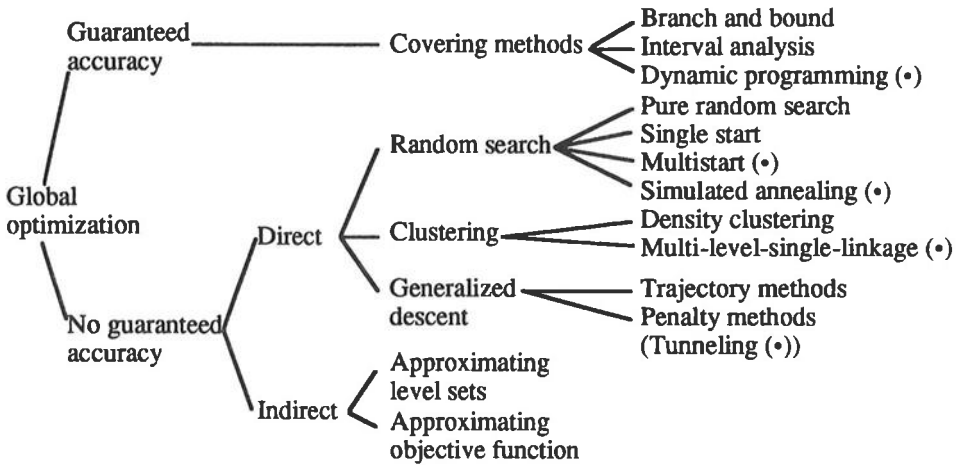 Guaranteed
accuracy
Covering methods
Branch and bound
Interval analysis
Dynamic programming (•)
Global
optimization
No guaranteed
accuracy
Direct
Random search
Pure random search
Single start
Multistart (•)
Simulated annealing (•)
Clustering
Density clustering
Multi-level-single-linkage (•)
Generalized
descent
Trajectory methods
Penalty methods
(Tunneling (•))
Indirect
Approximating
level sets
Approximating
objective function